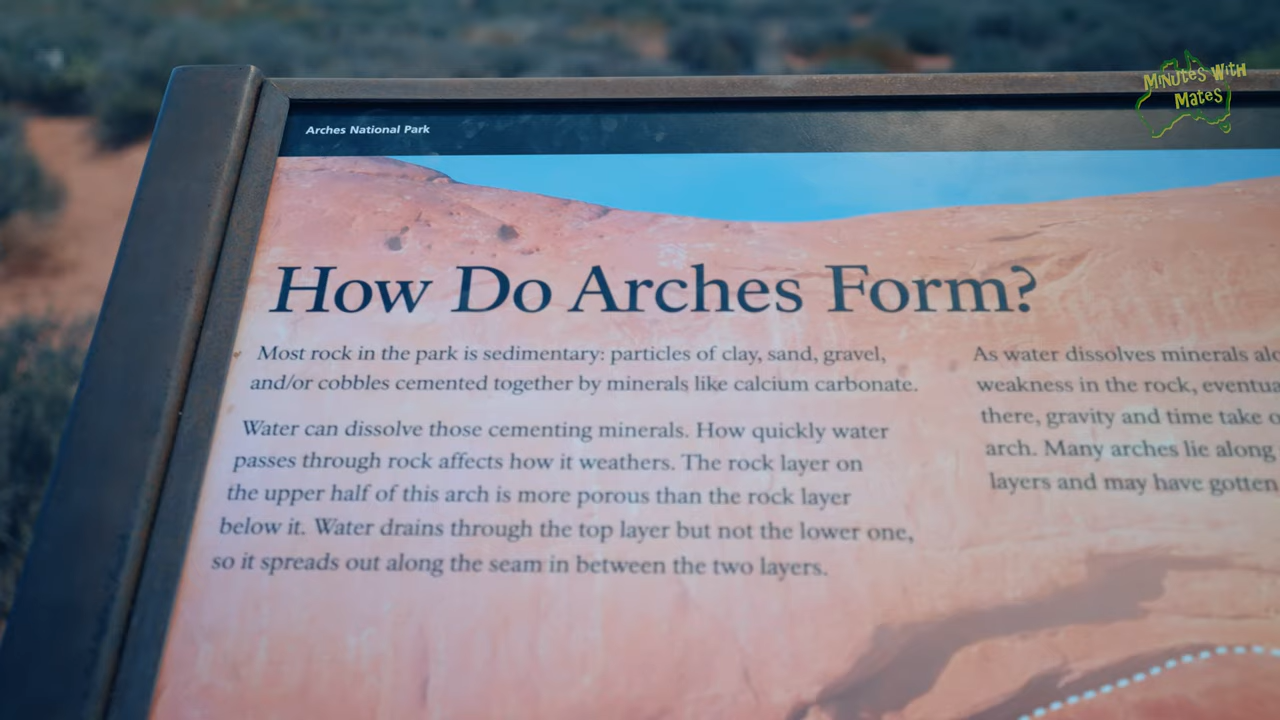 Minutes With
Mates
Arches National Park
How Do Arches Form?
Most rock in the park is sedimentary: particles of clay, sand, gravel,
and/or cobbles cemented together by minerals like calcium carbonate.
Water can dissolve those cementing minerals. How quickly water
passes through rock affects how it weathers. The rock layer on
the upper half of this arch is more porous than the rock layer
below it. Water drains through the top layer but not the lower one,
so it spreads out along the seam in between the two layers.
As water dissolves minerals
weakness in the rock,
there, gravity and time take
arch. Many arches lie along
layers and may have gotten